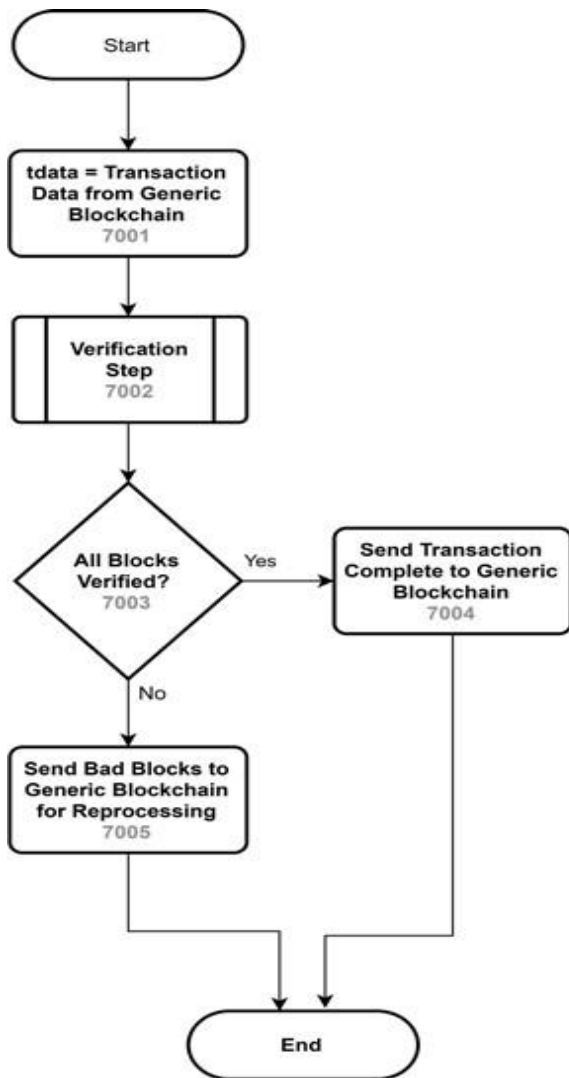 Start
tdata = Transaction
Data from Generic
Blockchain
7001
Verification
Step
7002
All Blocks
Verified?
7003
Yes
Send Transaction
Complete to Generic
Blockchain
7004
No
Send Bad Blocks to
Generic Blockchain
for Reprocessing
7005
End